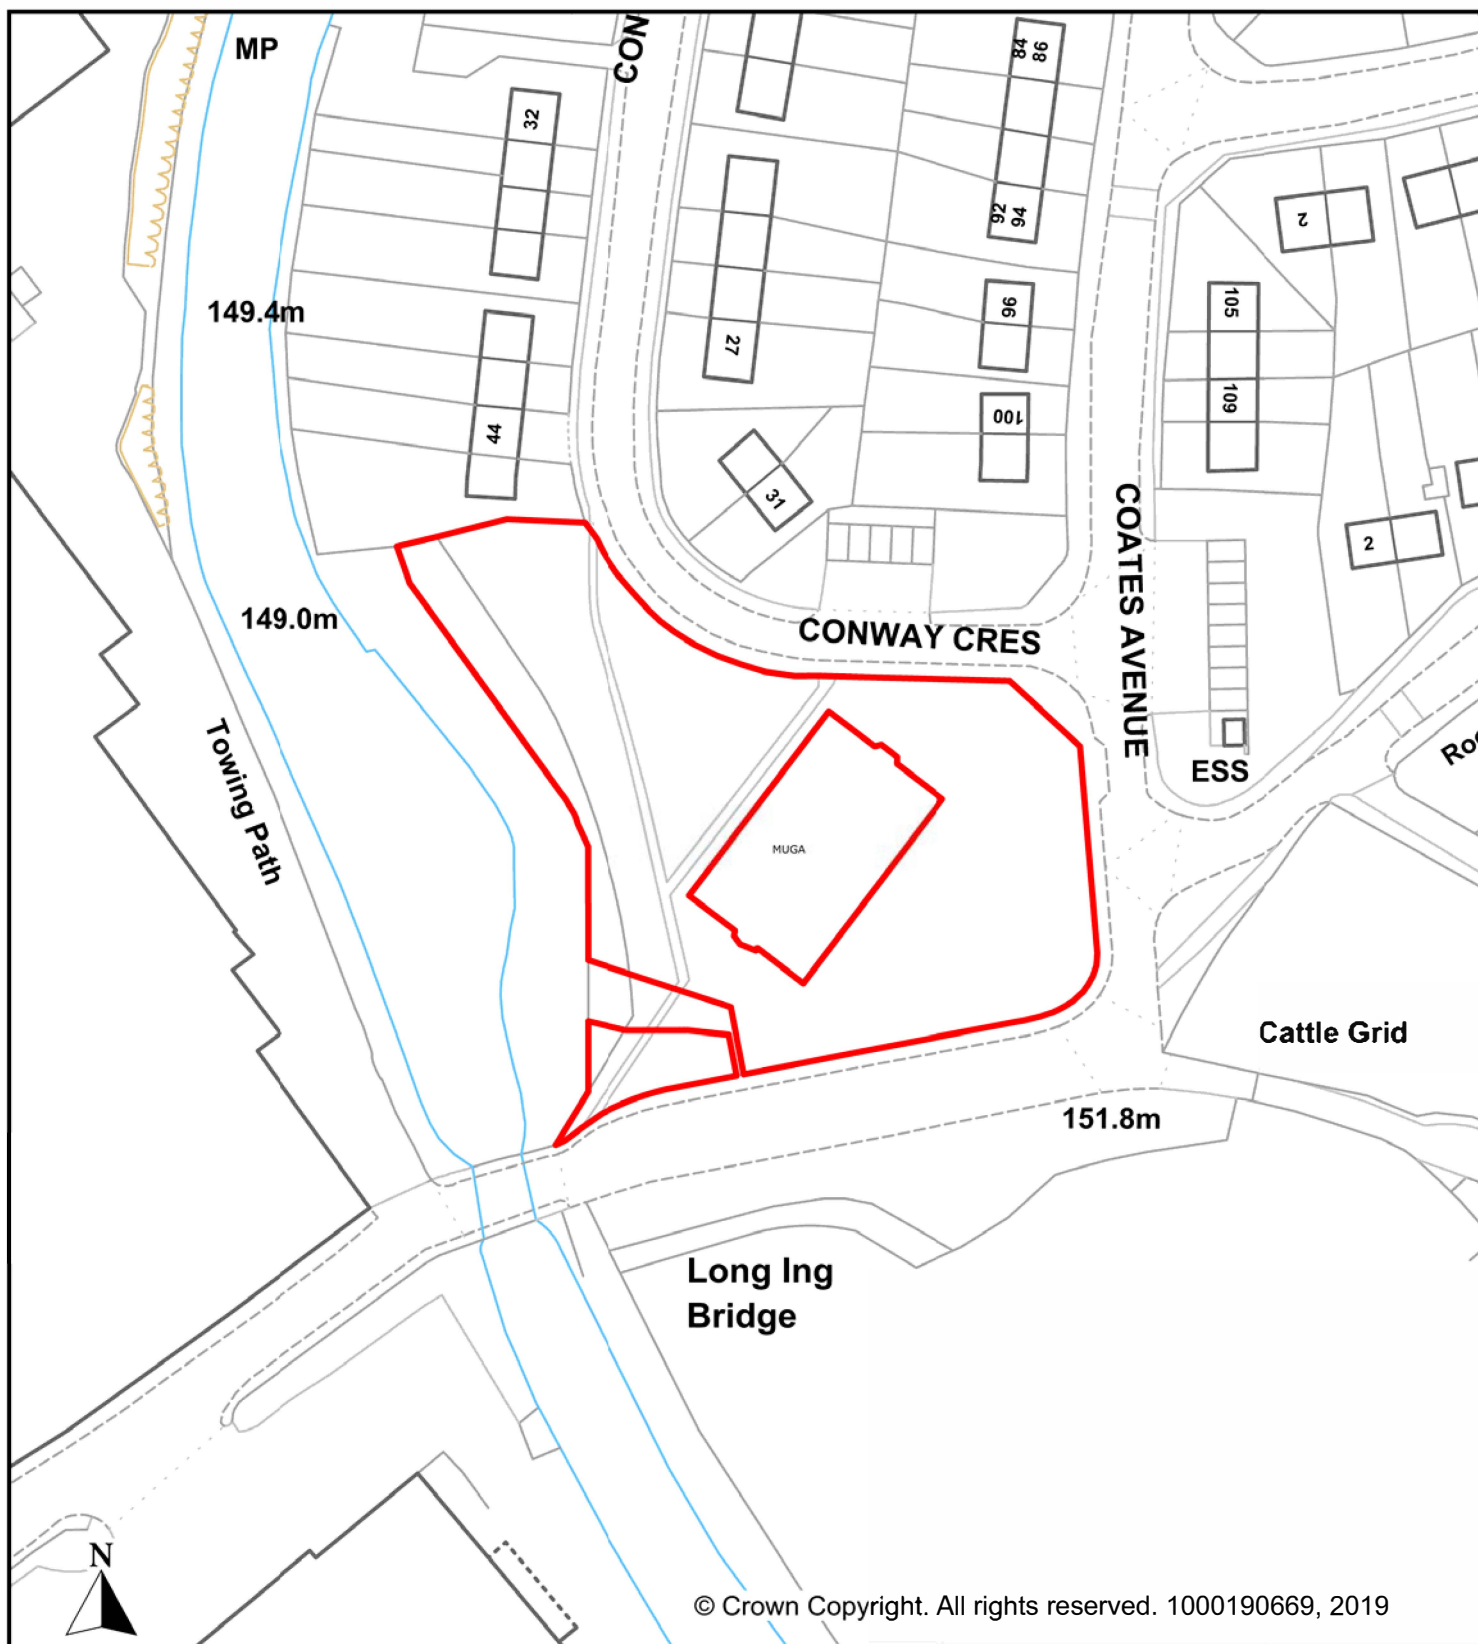 MP
CON
84
86
32
92
94
2
149.4m
96
105
27
109
100
44
31
2
COATES AVENUE
149.0m
CONWAY CRES
Towing Path
ESS
MUGA
Cattle Grid
151.8m
Long Ing
Bridge
N
© Crown Copyright. All rights reserved. 1000190669, 2019